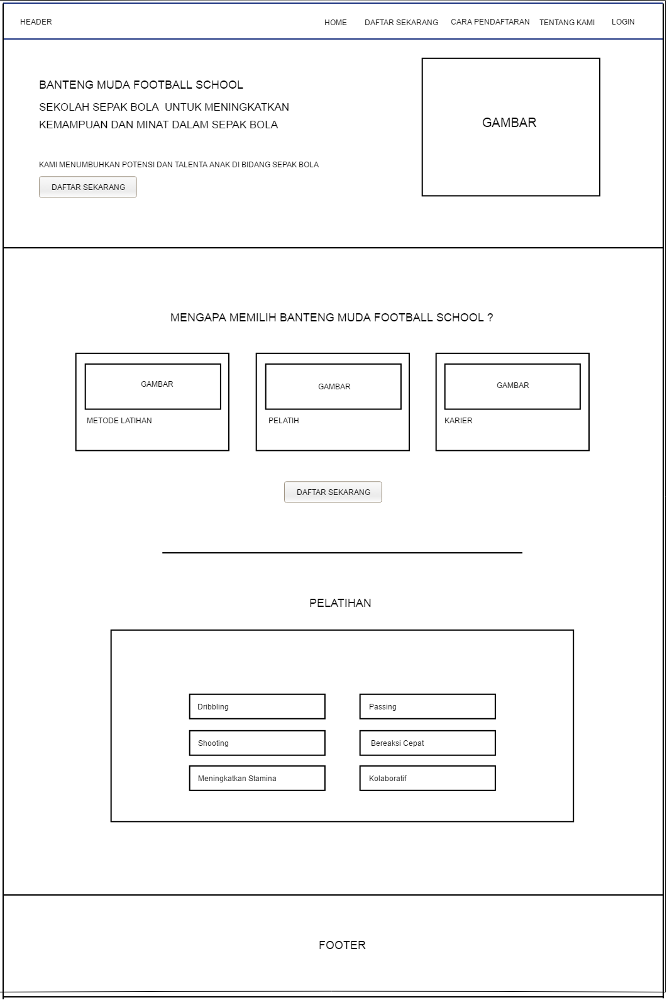 HEADER
HOME
DAFTAR SEKARANG
CARA PENDAFTARAN
TENTANG KAMI
LOGIN
BANTENG MUDA FOOTBALL SCHOOL
SEKOLAH SEPAK BOLA  UNTUK MENINGKATKAN
KEMAMPUAN DAN MINAT DALAM SEPAK BOLA
KAMI MENUMBUHKAN POTENSI DAN TALENTA ANAK DI BIDANG SEPAK BOLA
DAFTAR SEKARANG
GAMBAR
MENGAPA MEMILIH BANTENG MUDA FOOTBALL SCHOOL ?
GAMBAR
METODE LATIHAN
GAMBAR
PELATIH
GAMBAR
KARIER
DAFTAR SEKARANG
PELATIHAN
Dribbling
Passing
Shooting
Bereaksi Cepat
Meningkatkan Stamina
Kolaboratif
FOOTER